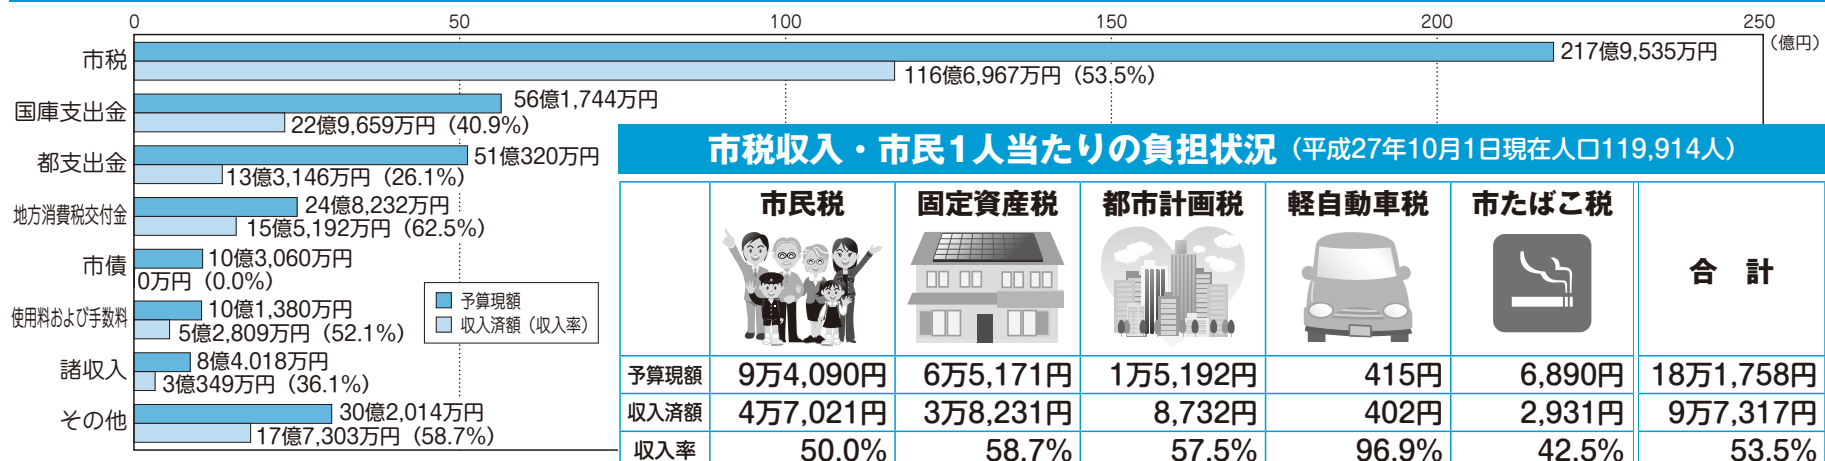 0 50 100 150 200 250
（億円）
市税 217億9,535万円
116億6,967万円（53.5%）
国庫支出金 56億1,744万円
22億9,659万円（40.9%）
都支出金 51億320万円
13億3,146万円（26.1%）
地方消費税交付金 24億8,232万円
15億5,192万円（62.5%）
市債 10億3,060万円
0万円（0.0%）
使用料および手数料 10億1,380万円
5億2,809万円（52.1%）
諸収入 8億4.018万円
3億349万円（36.1%）
その他 30億2,014万円
17億7,303万円（58.7%）
予算現額
収入済額（収入率）
市税収入・市民1人当たりの負担状況（平成27年10月1日現在人口119,914人）
市民税 固定資産税 都市計画税 軽自動車税 市たばこ税 合計
予算現額 9万4,090円 6万5,171円 1万5,192円 415円 6,890円 18万1,758円
収入済額 4万7,021円 3万8,231円 8,732円 402円 2,931円 9万7,317円
収入率 50.0% 58.7% 57.5% 96.9% 42.5% 53.5%